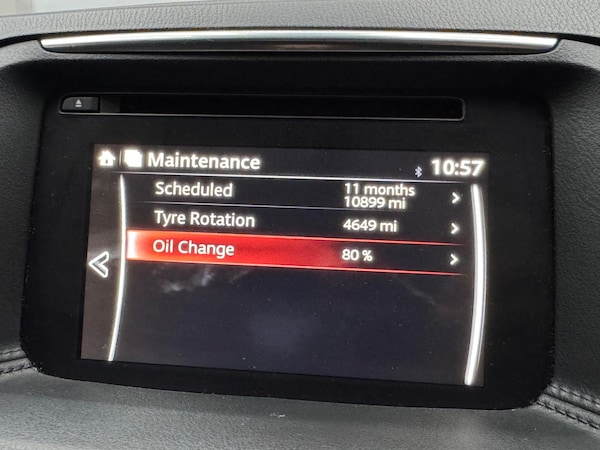 Maintenance 10:57
Scheduled 11 months
10899 mi
Tyre Rotation 4649 mi
Oil Change 80 %